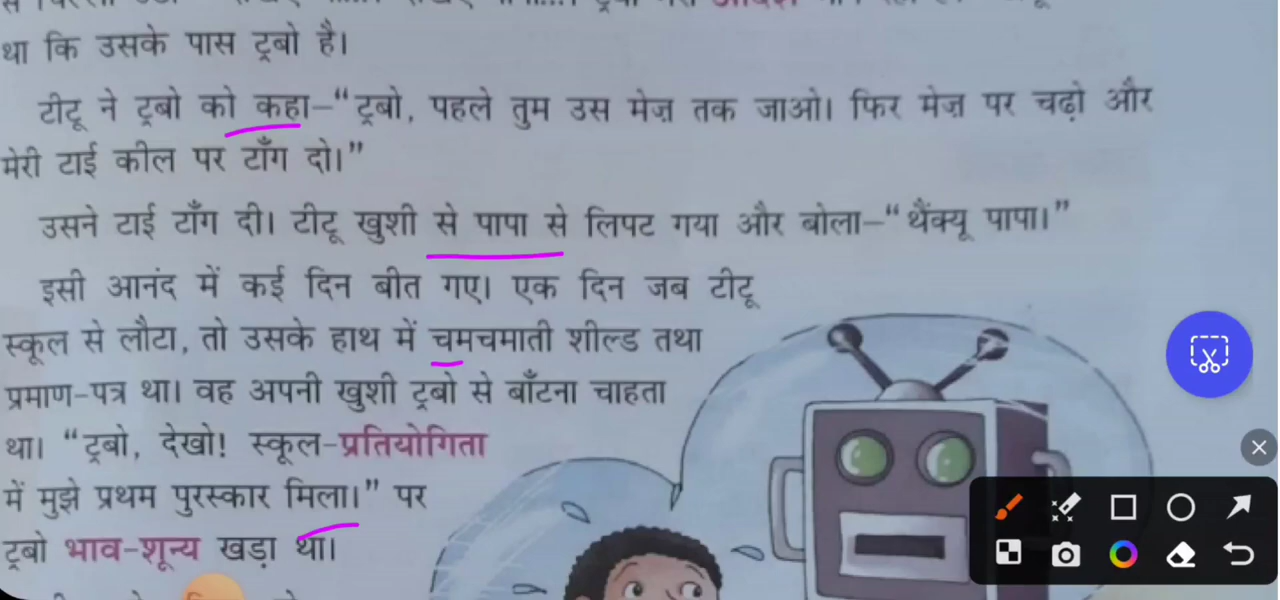 था कि उसके पास ट्रबो है।
टीटू ने ट्रबो को कहा–“ट्रबो, पहले तुम उस मेज़ तक जाओ। फिर मेज़ पर चढ़ो और
मेरी टाई कील पर टाँग दो।”
उसने टाई टाँग दी। टीटू खुशी से पापा से लिपट गया और बोला–“थैंक्यू पापा।”
इसी आनंद में कई दिन बीत गए। एक दिन जब टीटू
स्कूल से लौटा, तो उसके हाथ में चमचमाती शील्ड तथा
प्रमाण-पत्र था। वह अपनी खुशी ट्रबो से बाँटना चाहता
था। “ट्रबो, देखो! स्कूल-प्रतियोगिता
में मुझे प्रथम पुरस्कार मिला।” पर
ट्रबो भाव-शून्य खड़ा था।